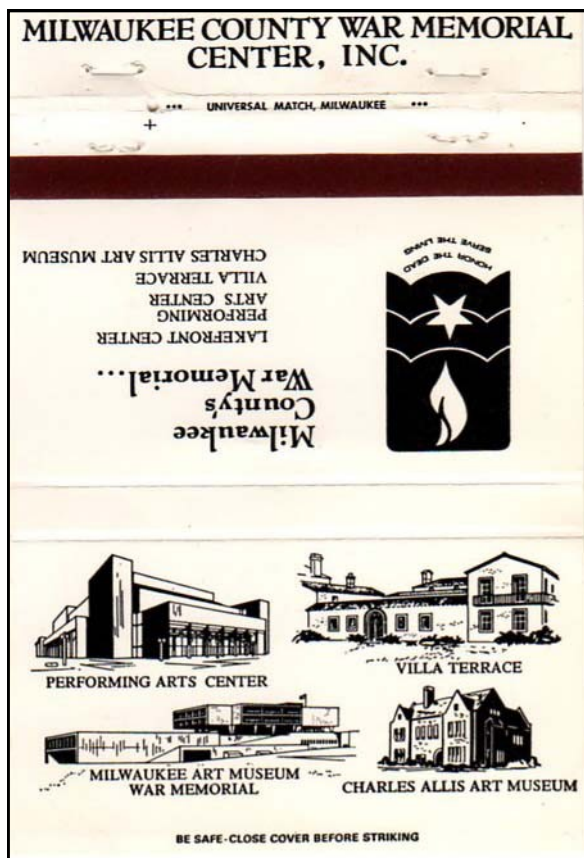 MILWAUKEE COUNTY WAR MEMORIAL
CENTER, INC.
••• UNIVERSAL MATCH, MILWAUKEE •••
HONOR THE DEAD
SERVE THE LIVING
Milwaukee
County's
War Memorial...
LAKEFRONT CENTER
PERFORMING
ARTS CENTER
VILLA TERRACE
CHARLES ALLIS ART MUSEUM
PERFORMING ARTS CENTER
VILLA TERRACE
MILWAUKEE ART MUSEUM
WAR MEMORIAL
CHARLES ALLIS ART MUSEUM
BE SAFE-CLOSE COVER BEFORE STRIKING